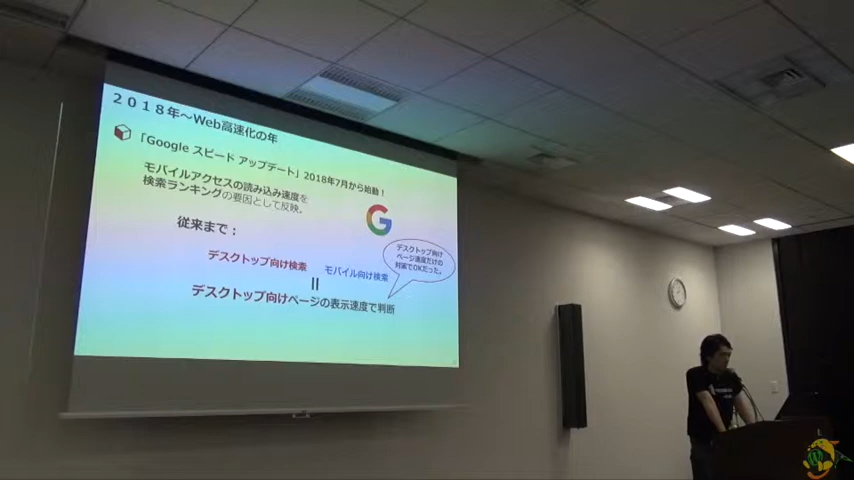 2018年～Web高速化の年
「Google スピード アップデート」2018年7月から始動！
モバイルアクセスの読み込み速度を
検索ランキングの要因として反映。
従来まで：
デスクトップ向け検索
モバイル向け検索
||
デスクトップ向けページの表示速度で判断
デスクトップ向け
ページ速度だけの
対策でOKだった。
G